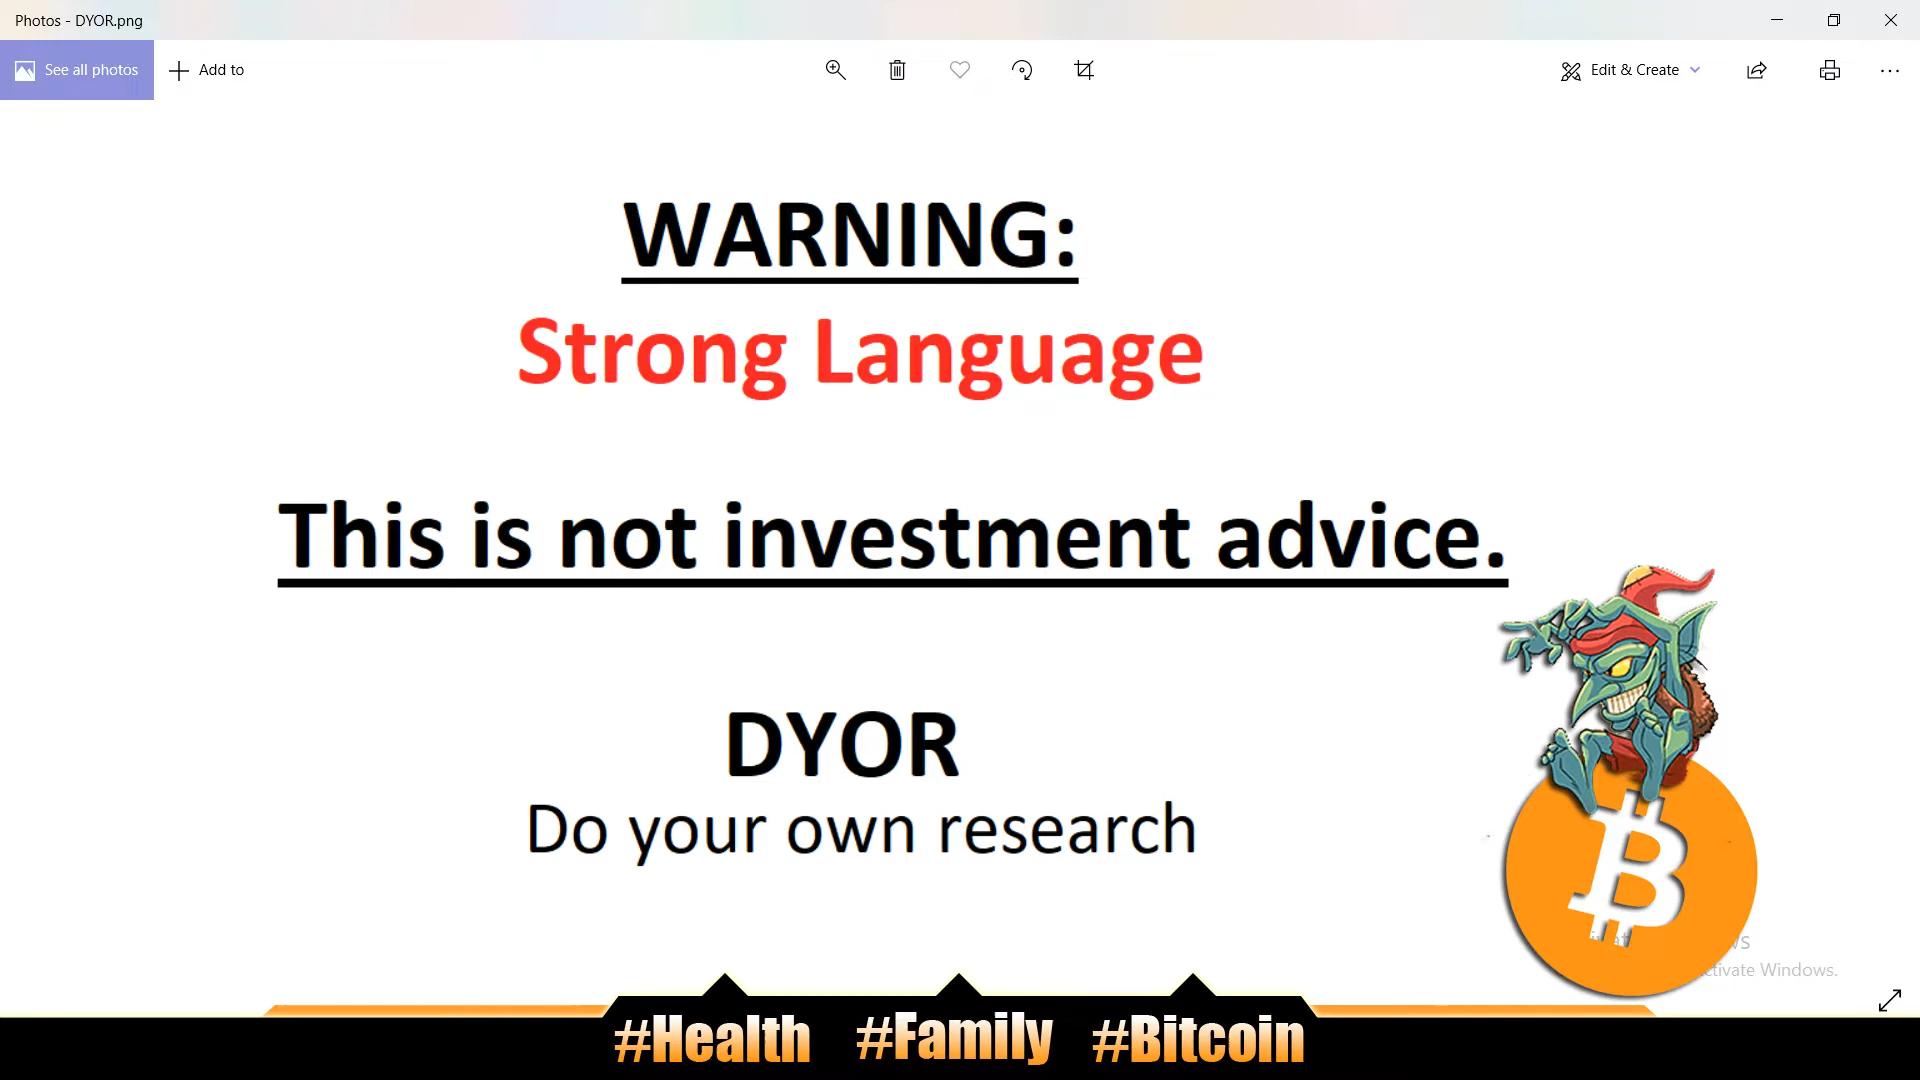 Photos - DYOR.png
See all photos
Add to
Edit & Create
WARNING:
Strong Language
This is not investment advice.
DYOR
Do your own research
Windows.
#Health #Family #Bitcoin